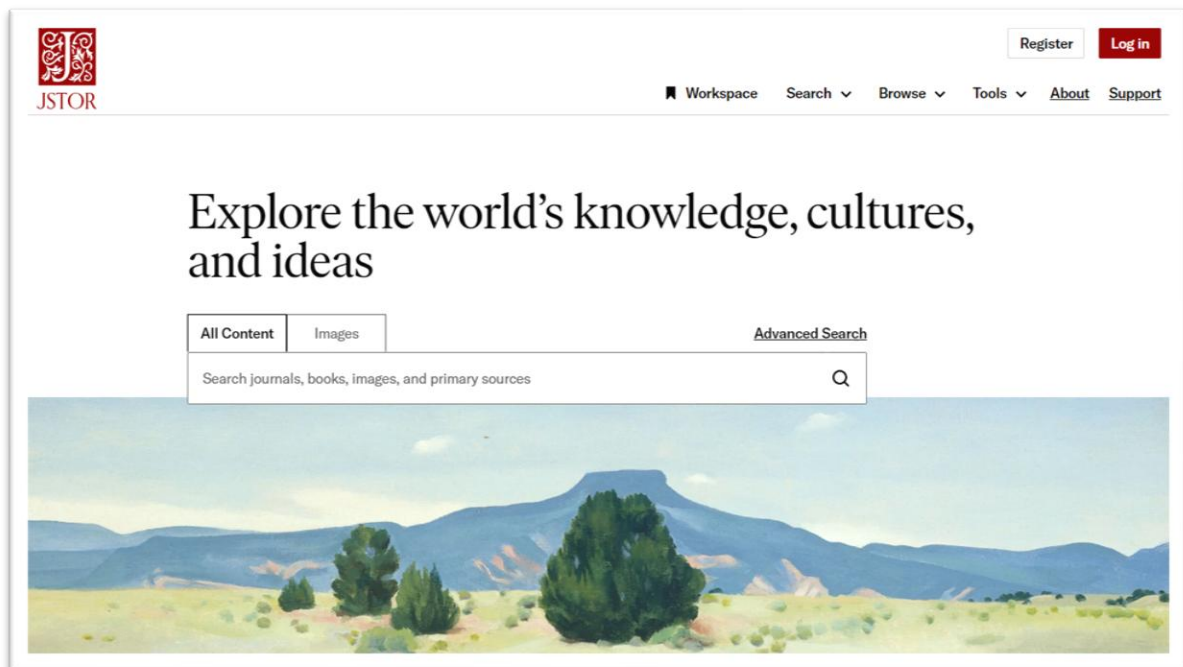 Register Log in
JSTOR
Workspace Search Browse Tools About Support
Explore the world’s knowledge, cultures,
and ideas
All Content Images Advanced Search
Search journals, books, images, and primary sources